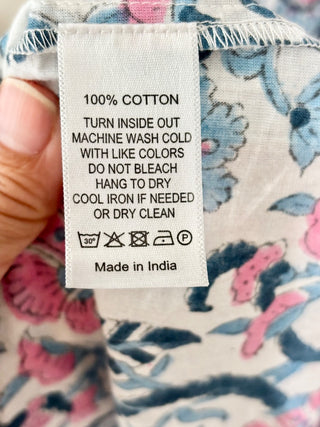 100% COTTON
TURN INSIDE OUT
MACHINE WASH COLD
WITH LIKE COLORS
DO NOT BLEACH
HANG TO DRY
COOL IRON IF NEEDED
OR DRY CLEAN
30° P
Made in India